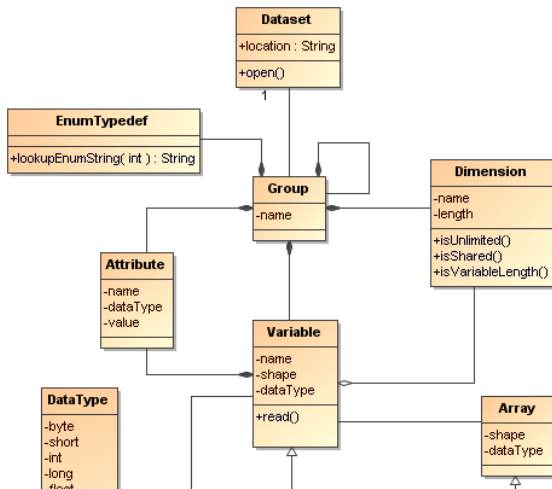 Dataset
+location : String
+open()
1
EnumTypedef
+lookupEnumString( int ) : String
Group
-name
Dimension
-name
-length
+isUnlimited()
+isShared()
+isVariableLength()
Attribute
-name
-dataType
-value
Variable
-name
-shape
-dataType
+read()
DataType
-byte
-short
-int
-long
-float
Array
-shape
-dataType